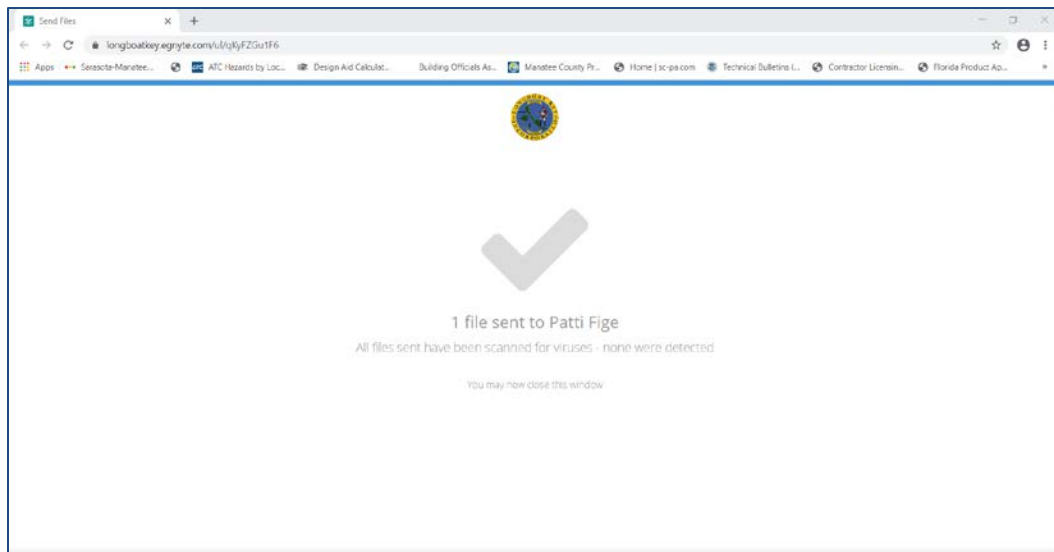 Send Files
longboatkey.egnyte.com/ul/qKyFZGu1F6
Apps Sarasota-Manatee... ATC Hazards by Loc... Design Aid Calculat... Building Officials As... Manatee County Pr... Home | sc-pa.com Technical Bulletins (... Contractor Licensin... Florida Product Ap... »
1 file sent to Patti Fige
All files sent have been scanned for viruses - none were detected
You may now close this window